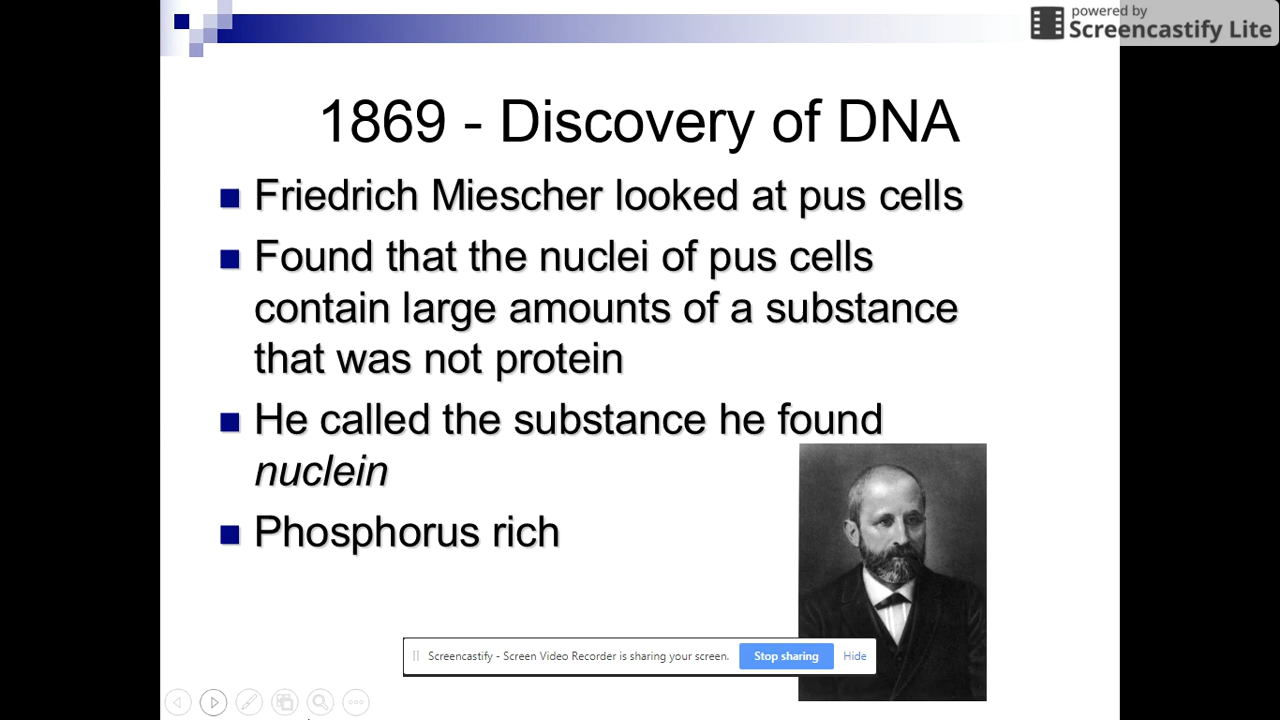 powered by
Screencastify Lite
1869 - Discovery of DNA
Friedrich Miescher looked at pus cells
Found that the nuclei of pus cells
contain large amounts of a substance
that was not protein
He called the substance he found
nuclein
Phosphorus rich
Screencastify - Screen Video Recorder is sharing your screen. Stop sharing Hide